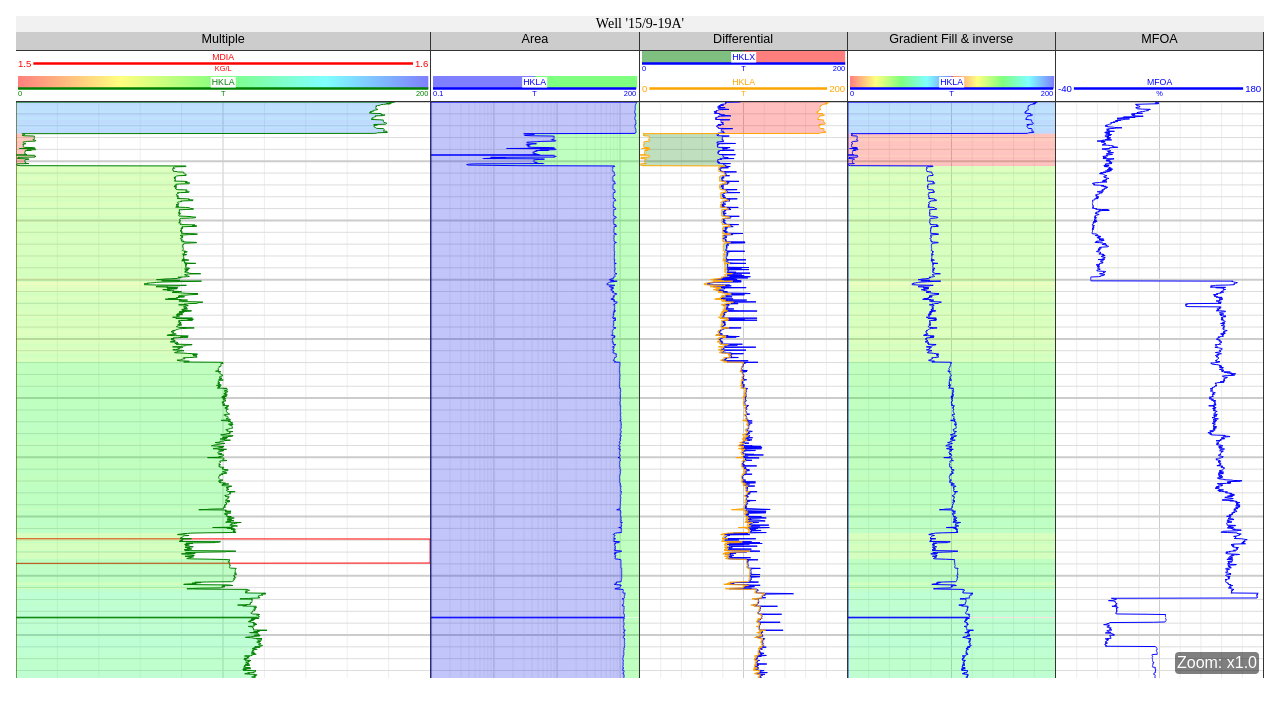 Well '15/9-19A'
Multiple Area Differential Gradient Fill & inverse MFOA
1.5 MDIA 1.6
KG/L
HKLA
0 T 200
HKLA
0.1 T 200
HKLX
0 T 200
HKLA
0 T 200
HKLA
0 T 200
MFOA
-40 % 180
Zoom: x1.0